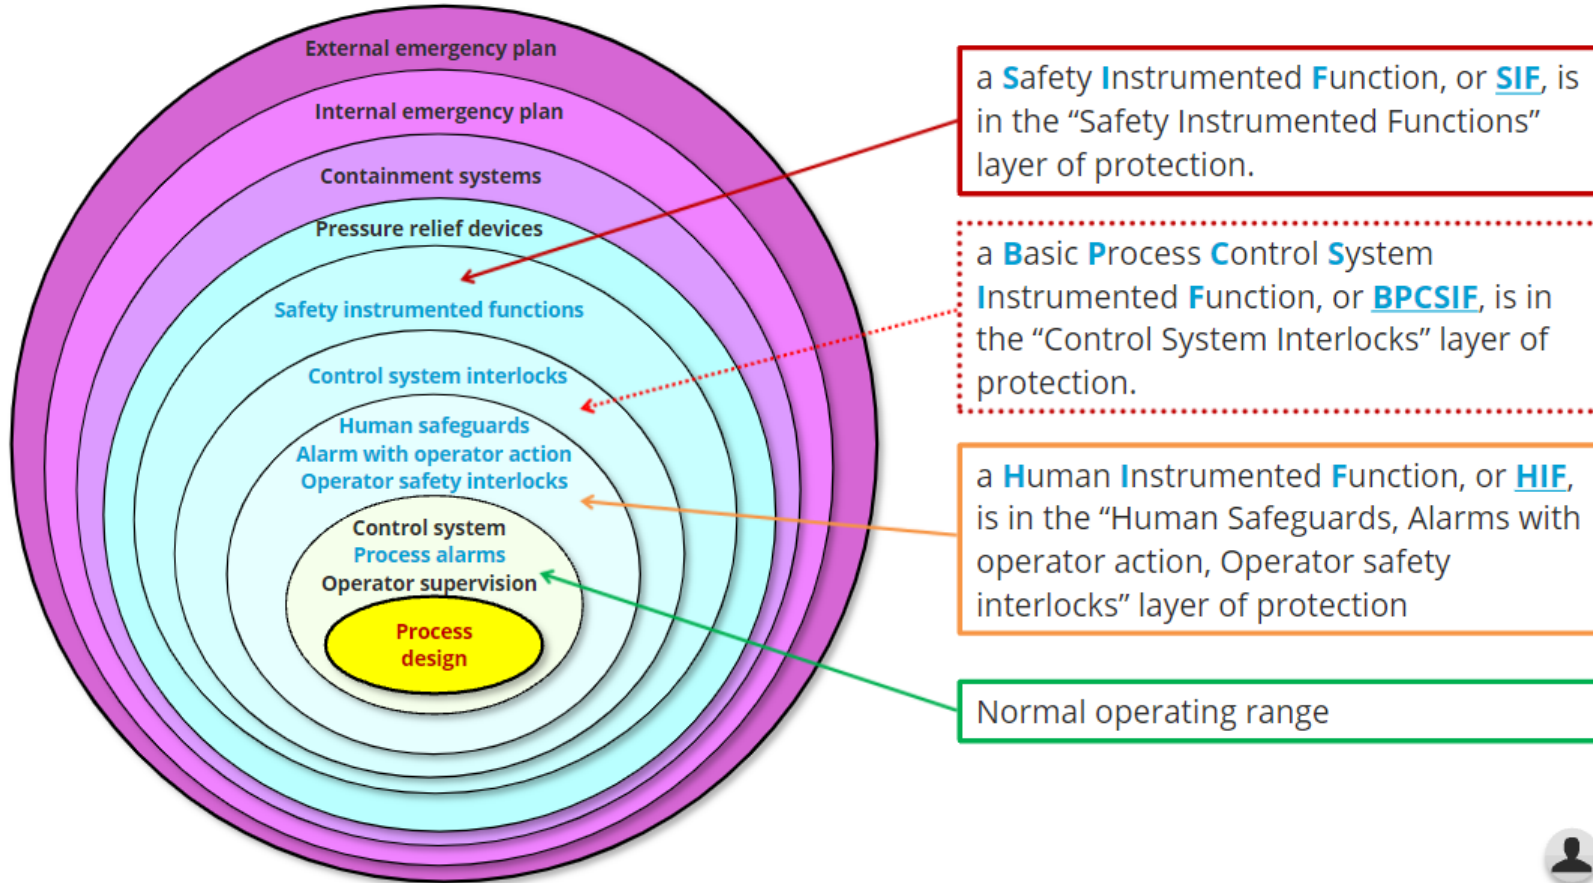 External emergency plan
Internal emergency plan
Containment systems
Pressure relief devices
Safety instrumented functions
Control system interlocks
Human safeguards
Alarm with operator action
Operator safety interlocks
Control system
Process alarms
Operator supervision
Process
design
a Safety Instrumented Function, or SIF, is
in the “Safety Instrumented Functions”
layer of protection.
a Basic Process Control System
Instrumented Function, or BPCSIF, is in
the “Control System Interlocks” layer of
protection.
a Human Instrumented Function, or HIF,
is in the “Human Safeguards, Alarms with
operator action, Operator safety
interlocks” layer of protection
Normal operating range